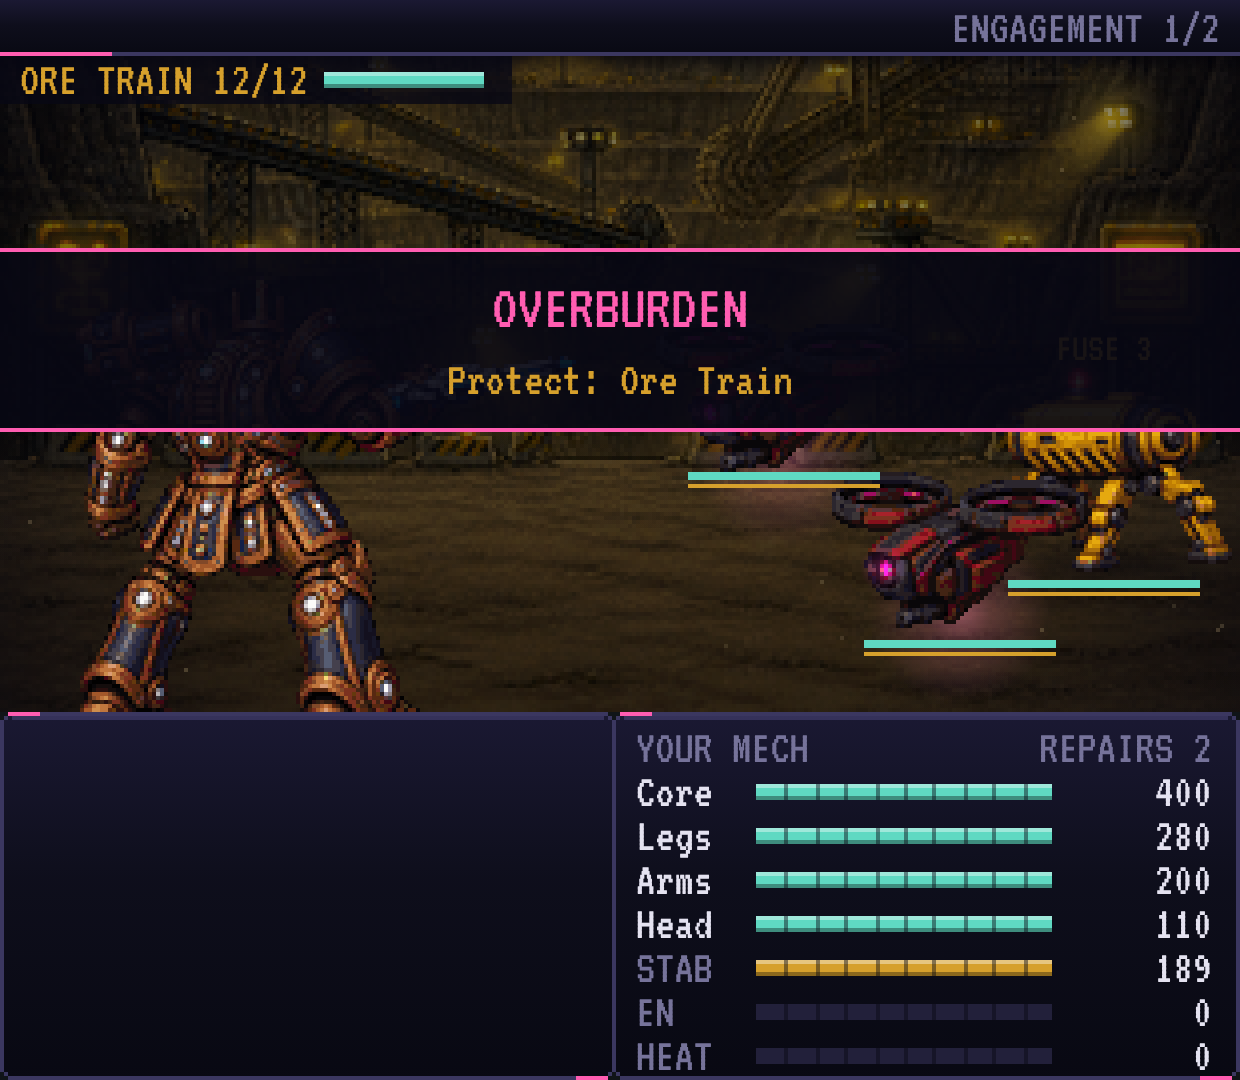 ENGAGEMENT 1/2
ORE TRAIN 12/12
OVERBURDEN
FUSE 3
Protect: Ore Train
YOUR MECH REPAIRS 2
Core 400
Legs 280
Arms 200
Head 110
STAB 189
EN 0
HEAT 0